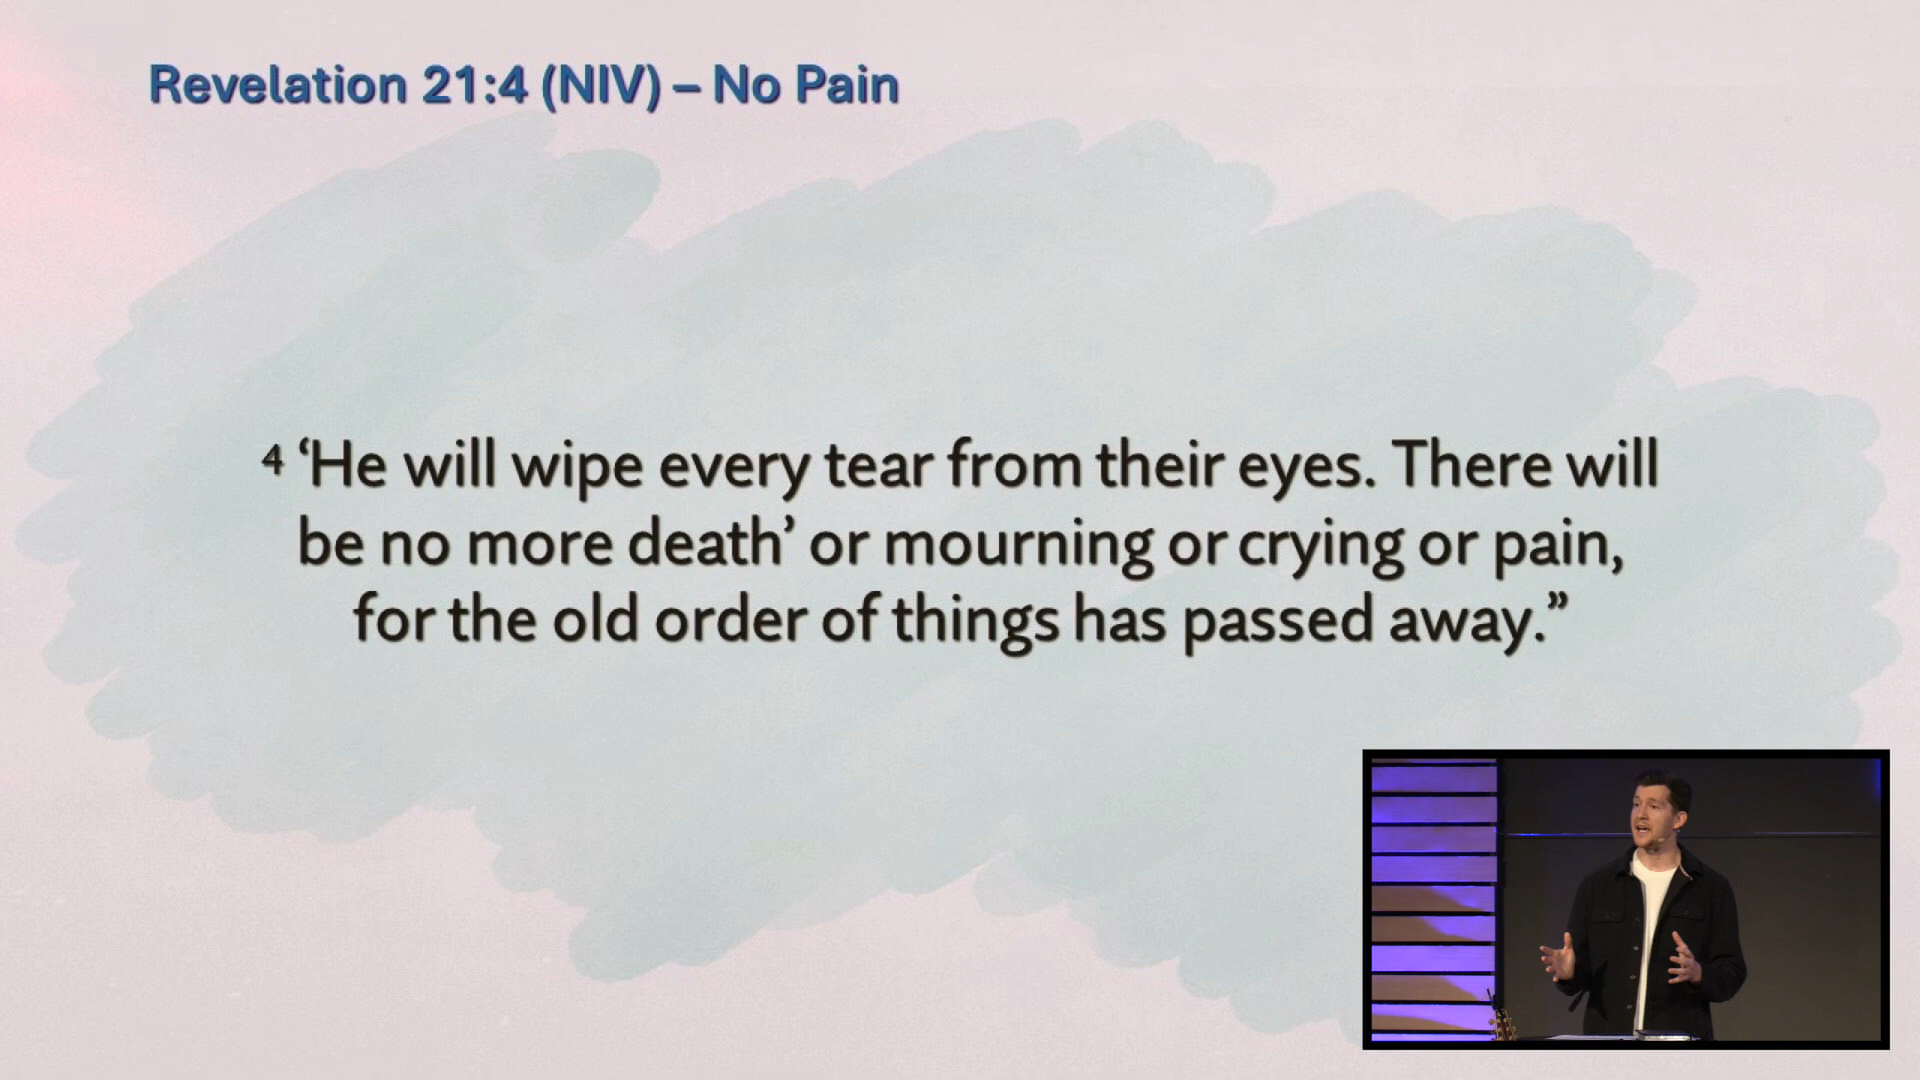 Revelation 21:4 (NIV) – No Pain
⁴ ‘He will wipe every tear from their eyes. There will
be no more death’ or mourning or crying or pain,
for the old order of things has passed away.”